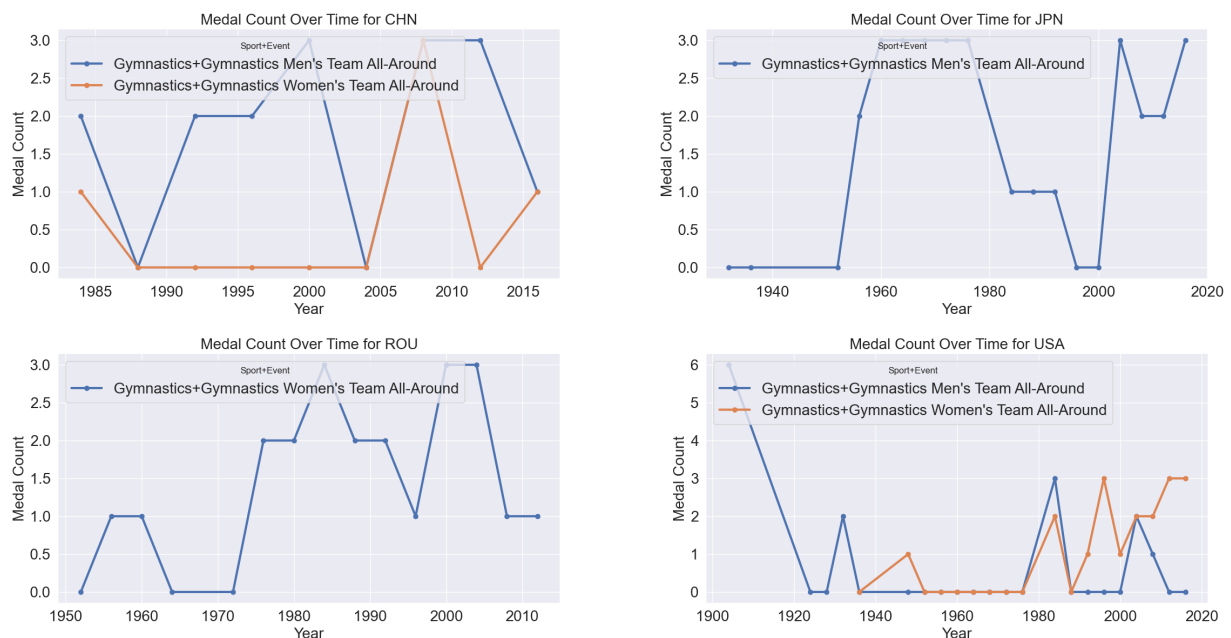 Medal Count Over Time for CHN
Medal Count
3.0
2.5
2.0
1.5
1.0
0.5
0.0
Sport+Event
Gymnastics+Gymnastics Men's Team All-Around
Gymnastics+Gymnastics Women's Team All-Around
1985 1990 1995 2000 2005 2010 2015
Year
Medal Count Over Time for JPN
Medal Count
3.0
2.5
2.0
1.5
1.0
0.5
0.0
Sport+Event
Gymnastics+Gymnastics Men's Team All-Around
1940 1960 1980 2000 2020
Year
Medal Count Over Time for ROU
Medal Count
3.0
2.5
2.0
1.5
1.0
0.5
0.0
Sport+Event
Gymnastics+Gymnastics Women's Team All-Around
1950 1960 1970 1980 1990 2000 2010
Year
Medal Count Over Time for USA
Medal Count
6
5
4
3
2
1
0
Sport+Event
Gymnastics+Gymnastics Men's Team All-Around
Gymnastics+Gymnastics Women's Team All-Around
1900 1920 1940 1960 1980 2000 2020
Year